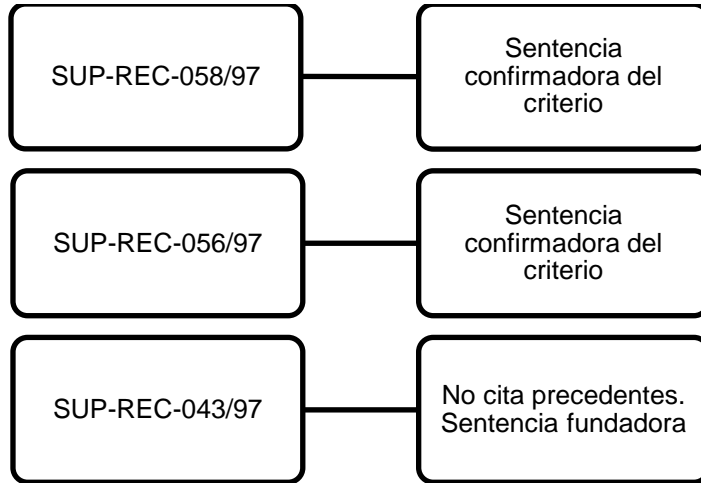 SUP-REC-058/97
Sentencia
confirmadora del
criterio
SUP-REC-056/97
Sentencia
confirmadora del
criterio
SUP-REC-043/97
No cita precedentes.
Sentencia fundadora